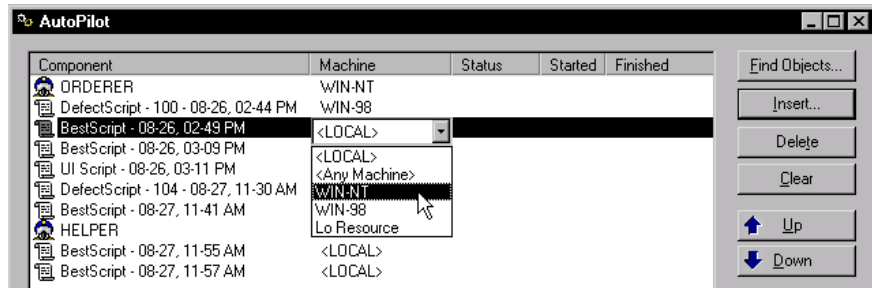 AutoPilot
Component Machine Status Started Finished
Find Objects...
ORDERER WIN-NT
DefectScript - 100 - 08-26, 02-44 PM WIN-98
Insert...
BestScript - 08-26, 02-49 PM <LOCAL>
BestScript - 08-26, 03-09 PM <LOCAL>
Delete
UI Script - 08-26, 03-11 PM <Any Machine>
DefectScript - 104 - 08-27, 11-30 AM WIN-NT
Clear
BestScript - 08-27, 11-41 AM WIN-98
HELPER Lo Resource
Up
BestScript - 08-27, 11-55 AM <LOCAL>
BestScript - 08-27, 11-57 AM <LOCAL>
Down